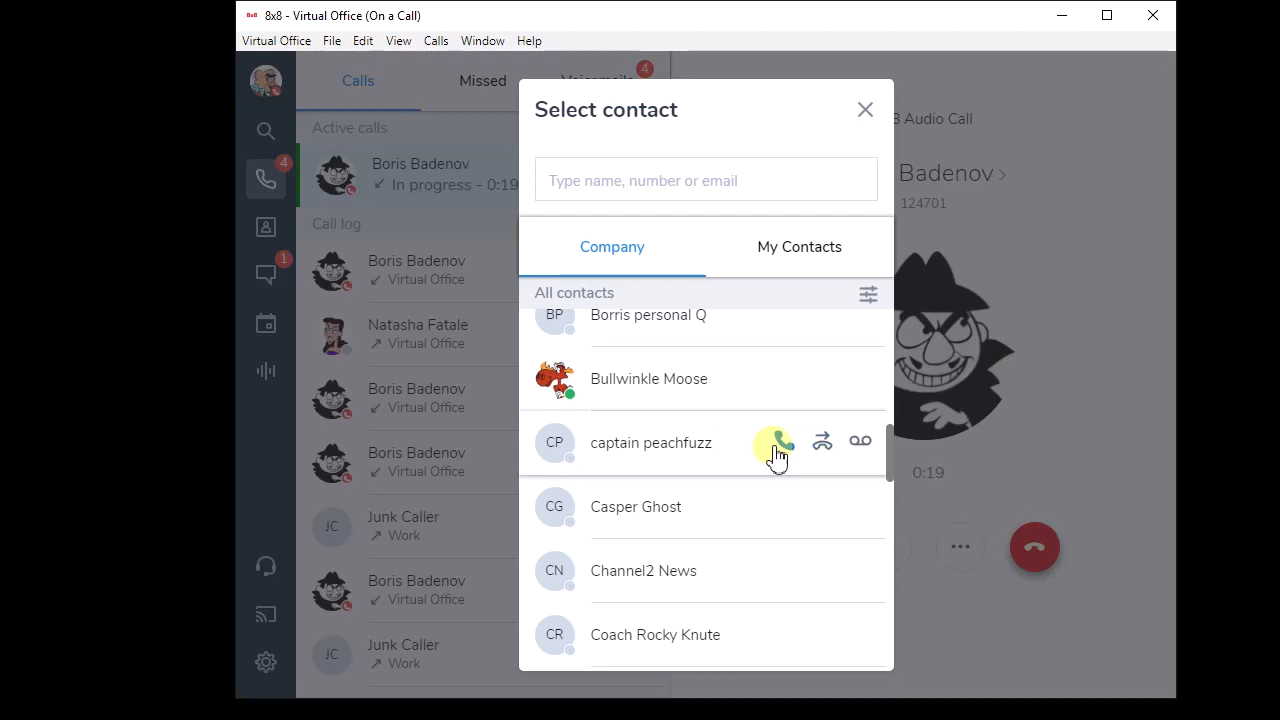 8x8 8x8 - Virtual Office (On a Call)
Virtual Office File Edit View Calls Window Help
Calls Missed Voicemails 4
Active calls
Boris Badenov
In progress - 0:19
4
Call log
Boris Badenov
Virtual Office
1
Natasha Fatale
Virtual Office
Boris Badenov
Virtual Office
Boris Badenov
Virtual Office
JC Junk Caller
Work
Boris Badenov
Virtual Office
JC Junk Caller
Work
Select contact
Type name, number or email
Company My Contacts
All contacts
BP Borris personal Q
Bullwinkle Moose
CP captain peachfuzz
CG Casper Ghost
CN Channel2 News
CR Coach Rocky Knute
8 Audio Call
Badenov
124701
0:19